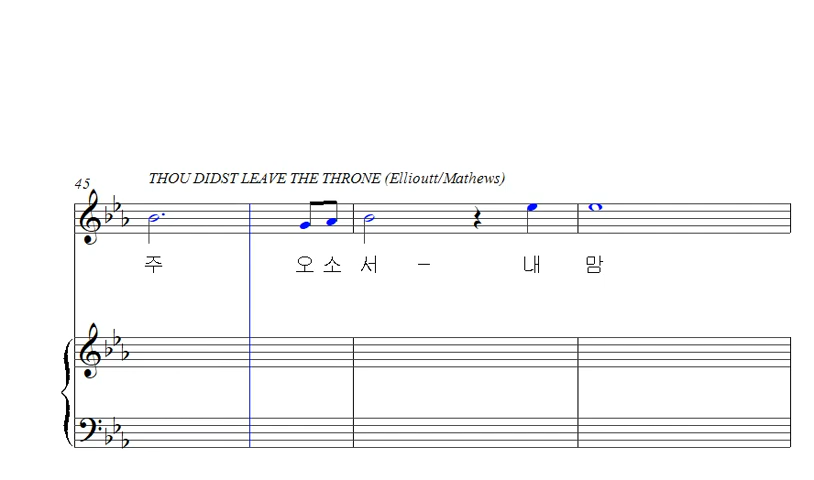 THOU DIDST LEAVE THE THRONE (Ellioutt/Mathews)
45
주 오 소 서 – 내 맘